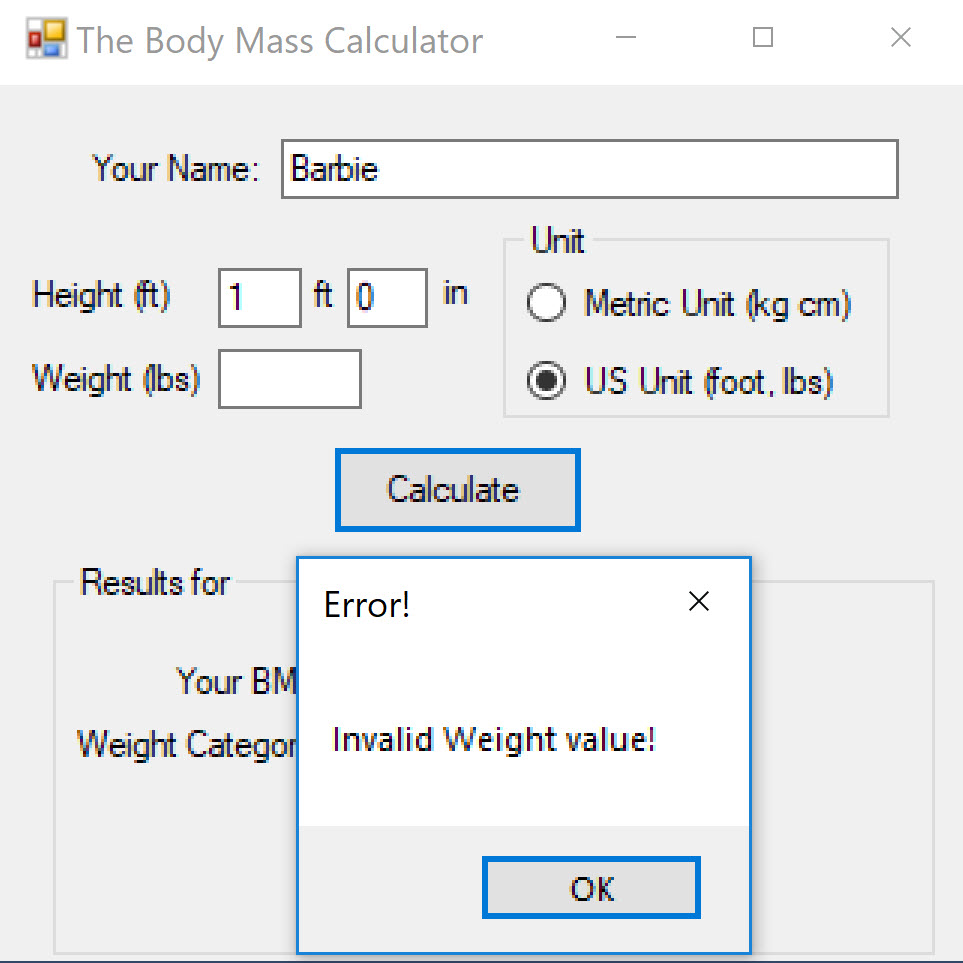 The Body Mass Calculator
Your Name: Barbie
Unit
Height (ft) 1 ft 0 in
Metric Unit (kg cm)
Weight (lbs)
US Unit (foot, lbs)
Calculate
Results for
Error!
Your BM
Invalid Weight value!
Weight Categor
OK